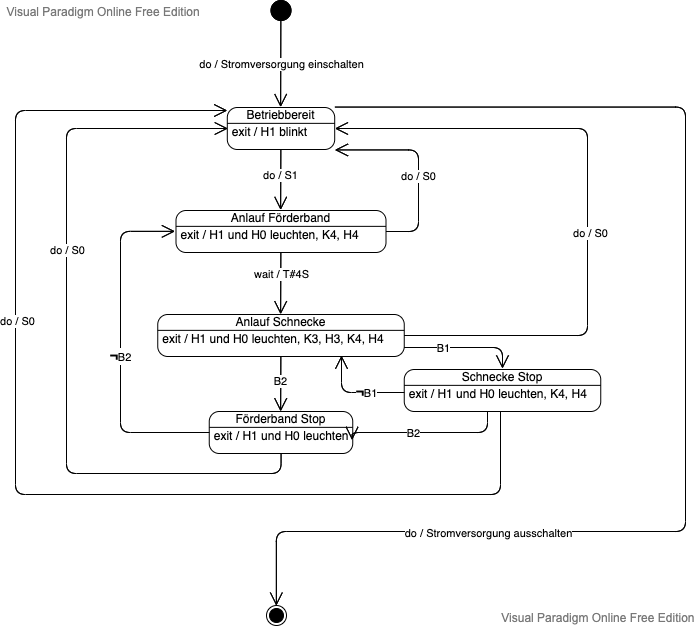 Visual Paradigm Online Free Edition
do / Stromversorgung einschalten
Betriebbereit
exit / H1 blinkt
do / S1
do / S0
Anlauf Förderband
exit / H1 und H0 leuchten, K4, H4
do / S0
do / S0
wait / T#4S
do / S0
Anlauf Schnecke
exit / H1 und H0 leuchten, K3, H3, K4, H4
B1
¬B2
Schnecke Stop
exit / H1 und H0 leuchten, K4, H4
B2
¬B1
Förderband Stop
exit / H1 und H0 leuchten
B2
do / Stromversorgung ausschalten
Visual Paradigm Online Free Edition